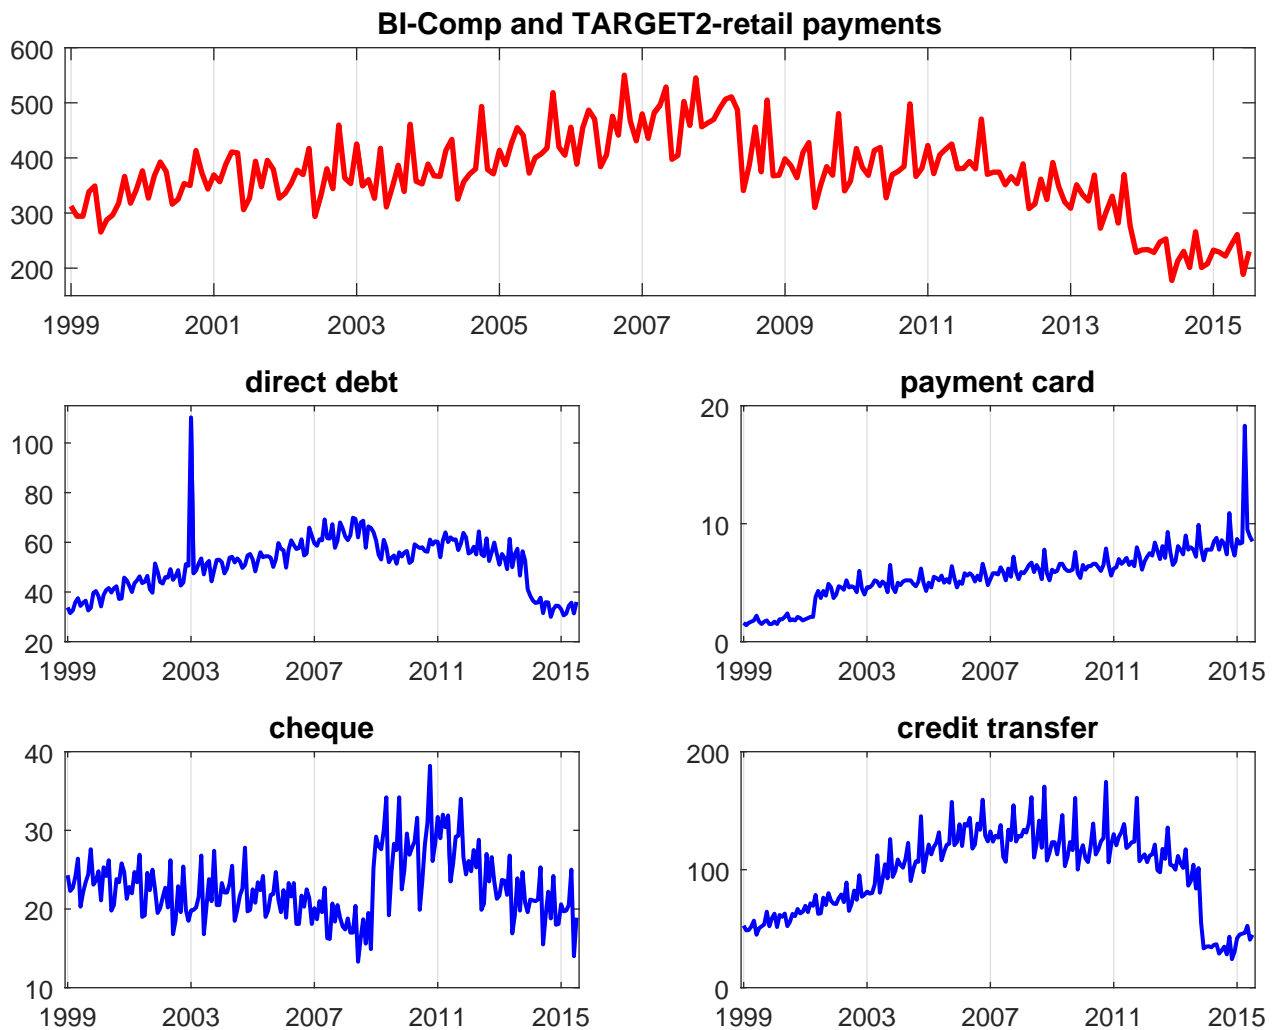 BI-Comp and TARGET2-retail payments
600
500
400
300
200
1999 2001 2003 2005 2007 2009 2011 2013 2015
direct debt
100
80
60
40
20
1999 2003 2007 2011 2015
payment card
20
10
0
1999 2003 2007 2011 2015
cheque
40
30
20
10
1999 2003 2007 2011 2015
credit transfer
200
100
0
1999 2003 2007 2011 2015